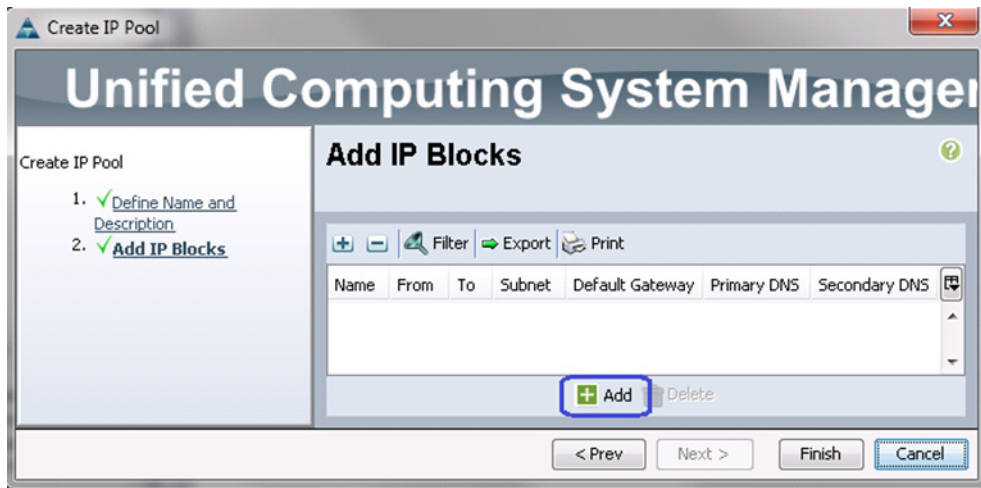 Create IP Pool
Unified Computing System Manager
Create IP Pool
1. Define Name and
Description
2. Add IP Blocks
Add IP Blocks
?
Filter Export Print
Name From To Subnet Default Gateway Primary DNS Secondary DNS
Add Delete
< Prev Next > Finish Cancel